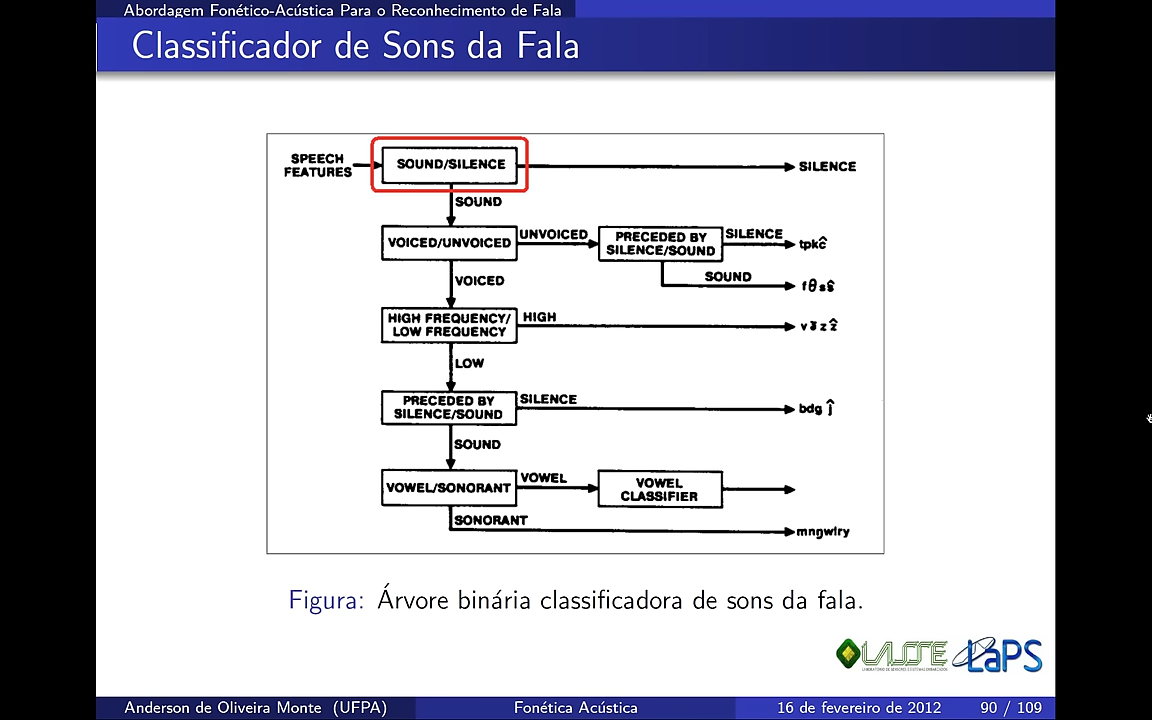 Abordagem Fonético-Acústica Para o Reconhecimento de Fala
Classificador de Sons da Fala
SPEECH FEATURES
SOUND/SILENCE
SILENCE
SOUND
VOICED/UNVOICED
UNVOICED
PRECEDED BY SILENCE/SOUND
SILENCE
tpkĉ
SOUND
fθsŝ
VOICED
HIGH FREQUENCY/ LOW FREQUENCY
HIGH
LOW
PRECEDED BY SILENCE/SOUND
SILENCE
bdg ĵ
SOUND
VOWEL/SONORANT
VOWEL
VOWEL CLASSIFIER
SONORANT
mnŋwlry
Figura: Árvore binária classificadora de sons da fala.
LASSE
LaPS
Anderson de Oliveira Monte (UFPA)
Fonética Acústica
16 de fevereiro de 2012
90 / 109